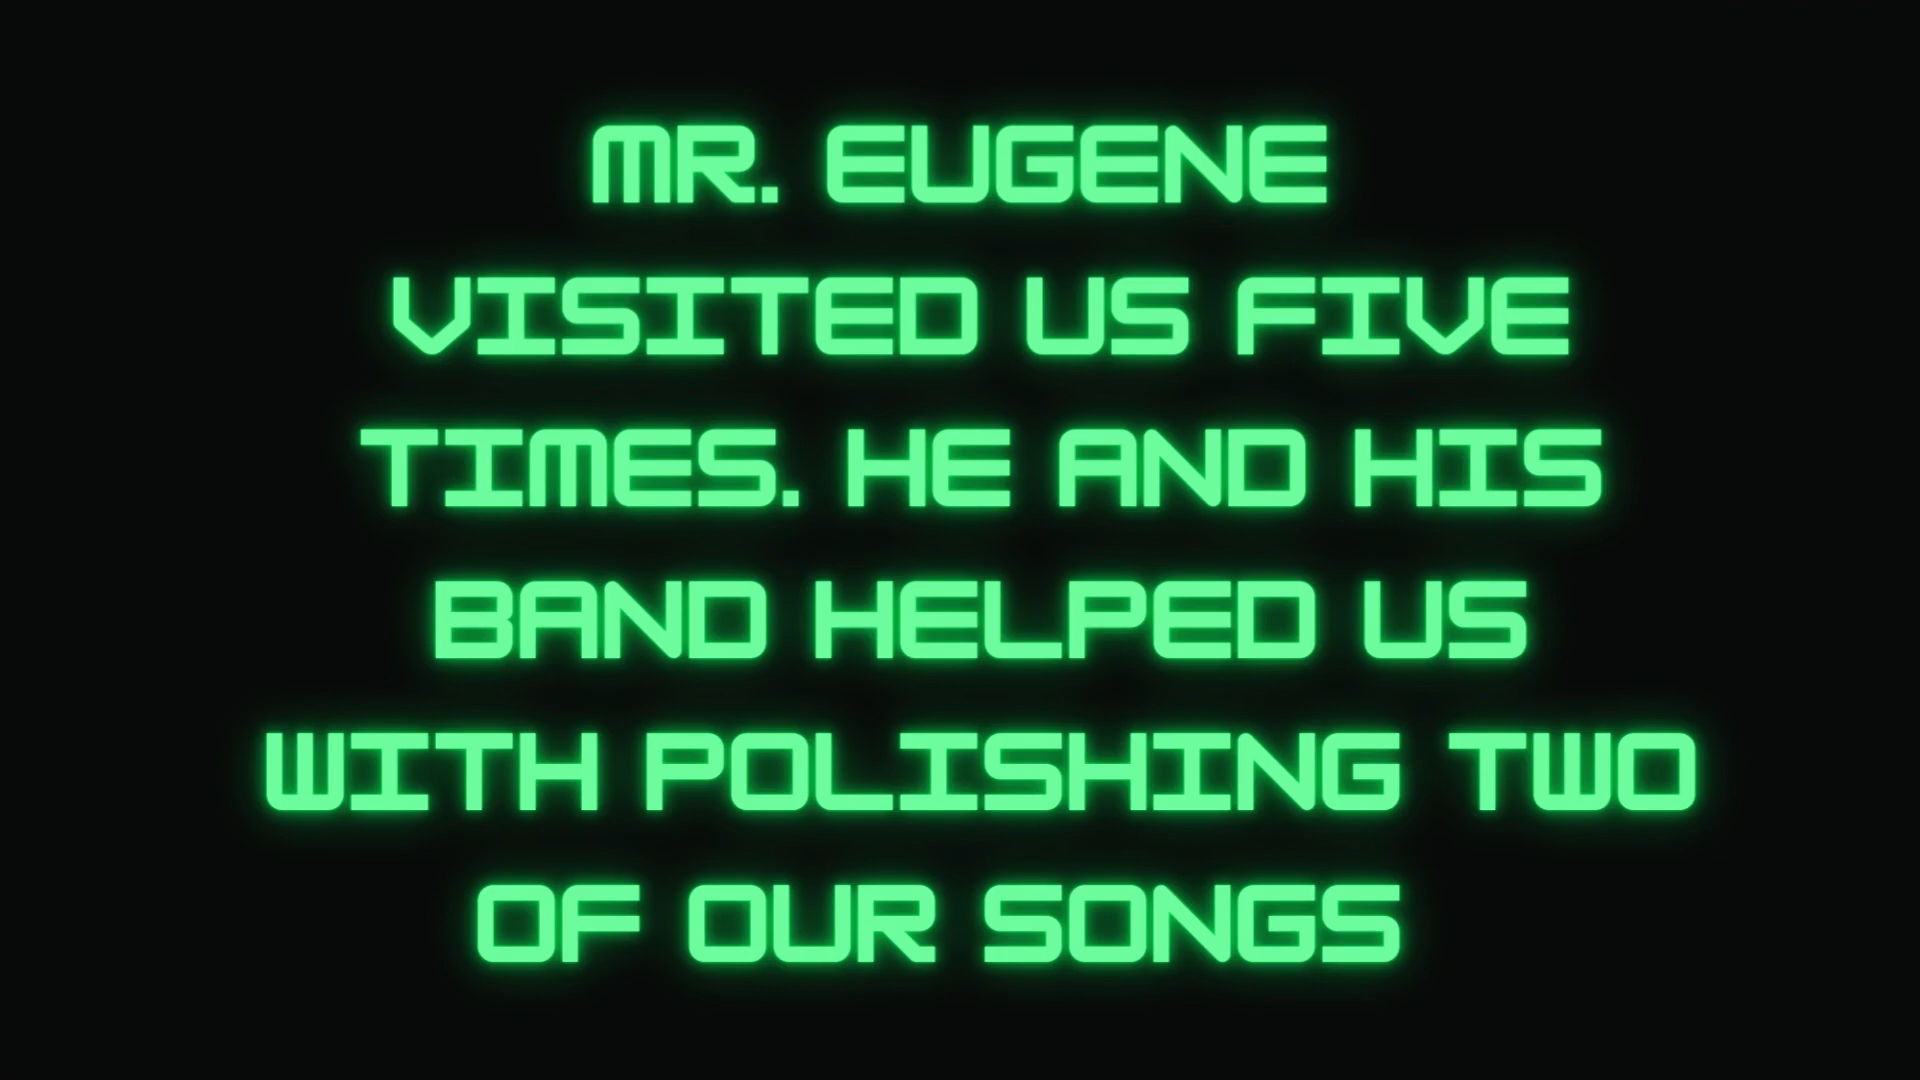 MR. EUGENE
VISITED US FIVE
TIMES. HE AND HIS
BAND HELPED US
WITH POLISHING TWO
OF OUR SONGS